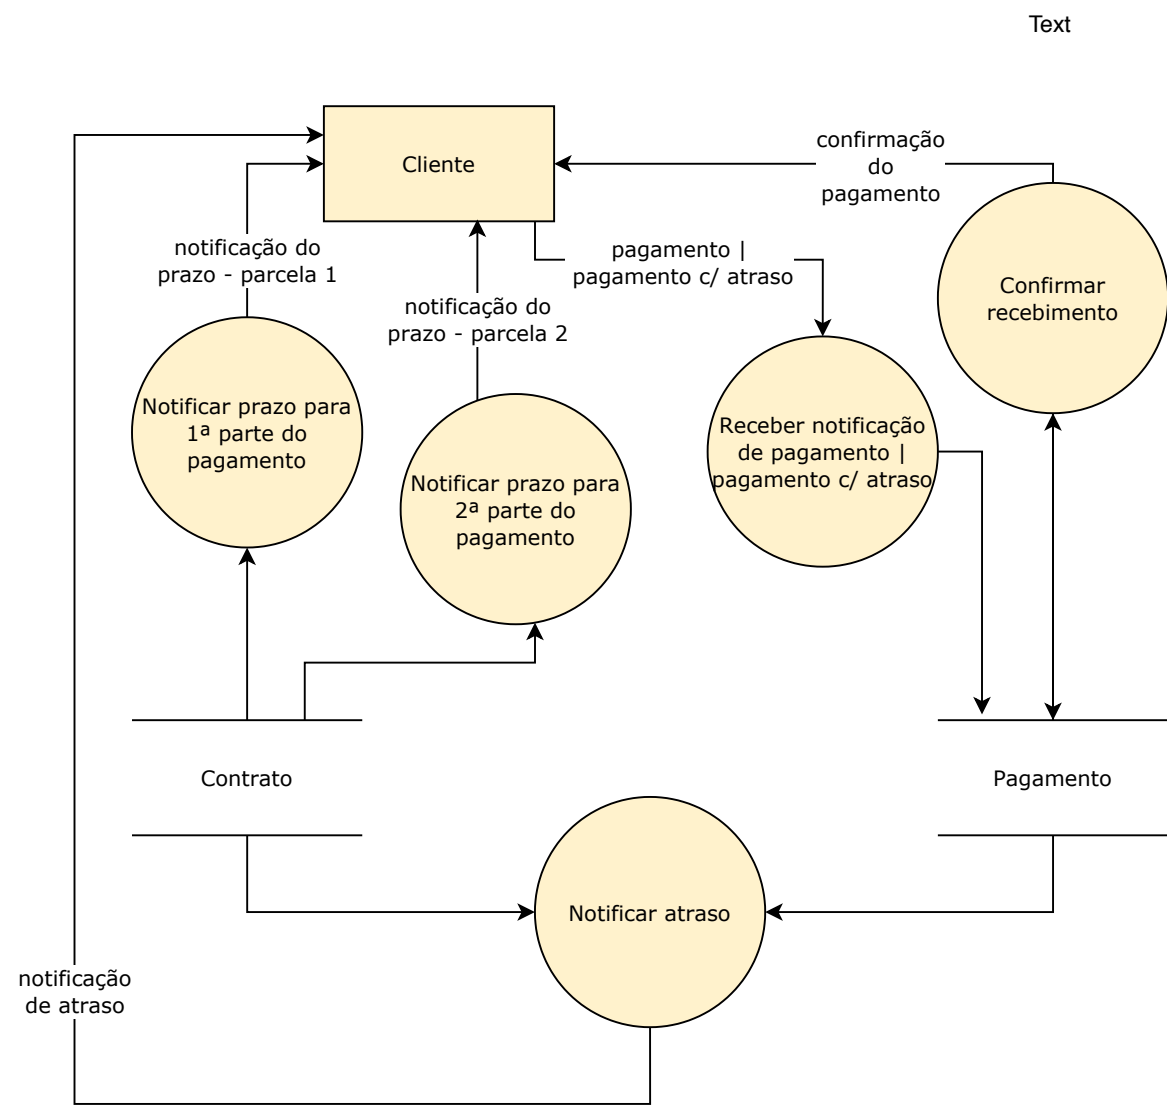 Text
Cliente
confirmação
do
pagamento
notificação do
prazo - parcela 1
notificação do
prazo - parcela 2
pagamento |
pagamento c/ atraso
Confirmar
recebimento
Notificar prazo para
1ª parte do
pagamento
Notificar prazo para
2ª parte do
pagamento
Receber notificação
de pagamento |
pagamento c/ atraso
Contrato
Pagamento
Notificar atraso
notificação
de atraso